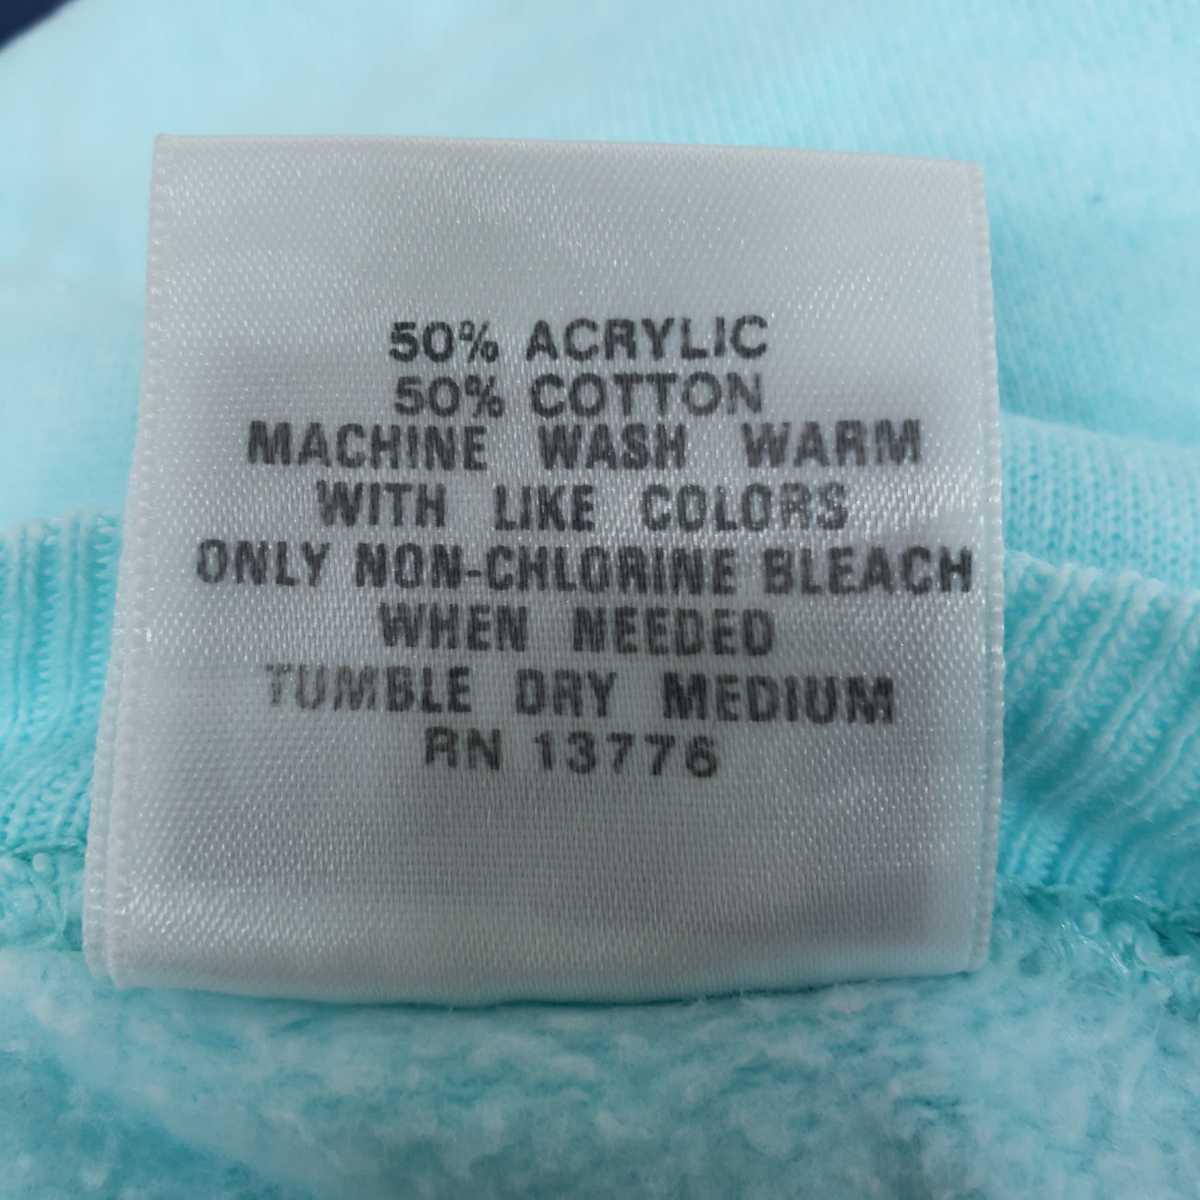 50% ACRYLIC
50% COTTON
MACHINE WASH WARM
WITH LIKE COLORS
ONLY NON-CHLORINE BLEACH
WHEN NEEDED
TUMBLE DRY MEDIUM
RN 13776